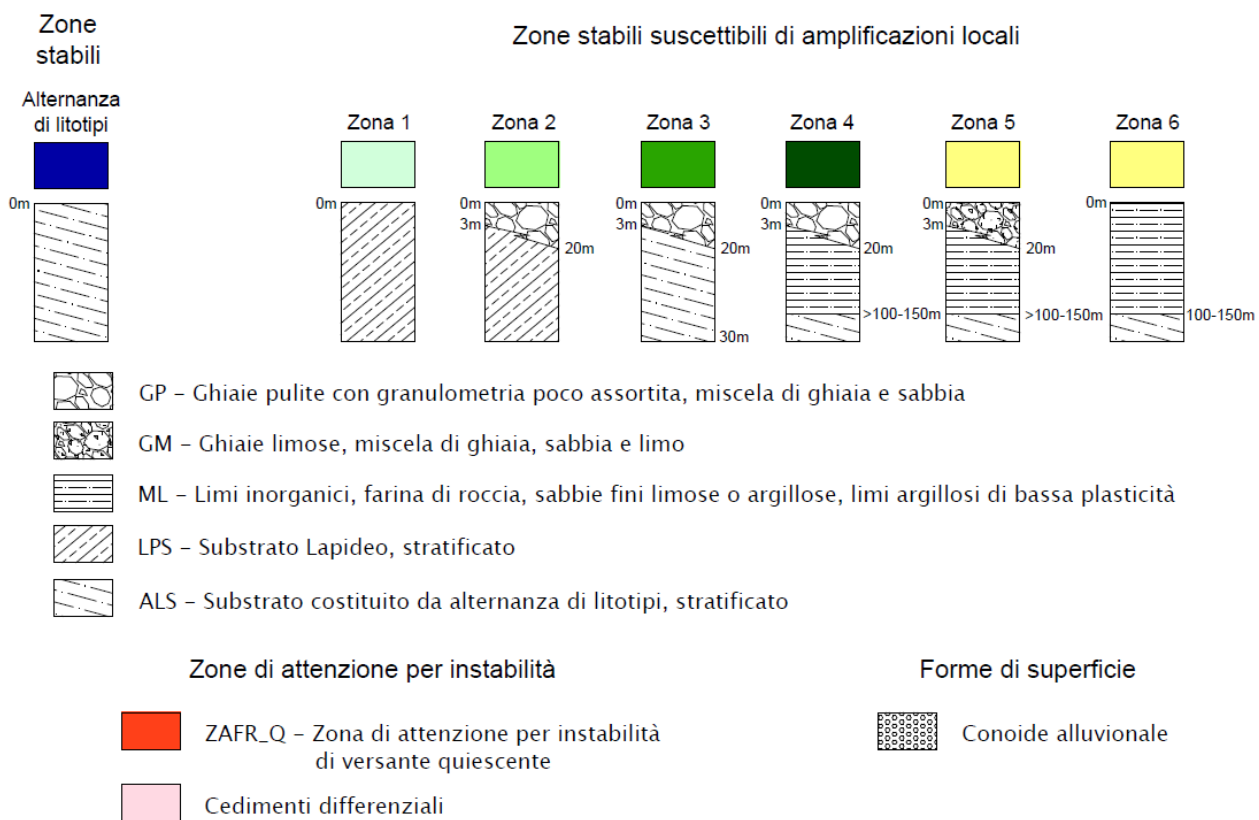 Zone
stabili
Zone stabili suscettibili di amplificazioni locali
Alternanza
di litotipi
Zona 1
Zona 2
Zona 3
Zona 4
Zona 5
Zona 6
0m
0m
0m
3m
20m
0m
3m
20m
30m
0m
3m
20m
>100-150m
0m
3m
20m
>100-150m
0m
100-150m
GP – Ghiaie pulite con granulometria poco assortita, miscela di ghiaia e sabbia
GM – Ghiaie limose, miscela di ghiaia, sabbia e limo
ML – Limi inorganici, farina di roccia, sabbie fini limose o argillose, limi argillosi di bassa plasticità
LPS – Substrato Lapideo, stratificato
ALS – Substrato costituito da alternanza di litotipi, stratificato
Zone di attenzione per instabilità
ZAFR_Q – Zona di attenzione per instabilità
di versante quiescente
Cedimenti differenziali
Forme di superficie
Conoide alluvionale